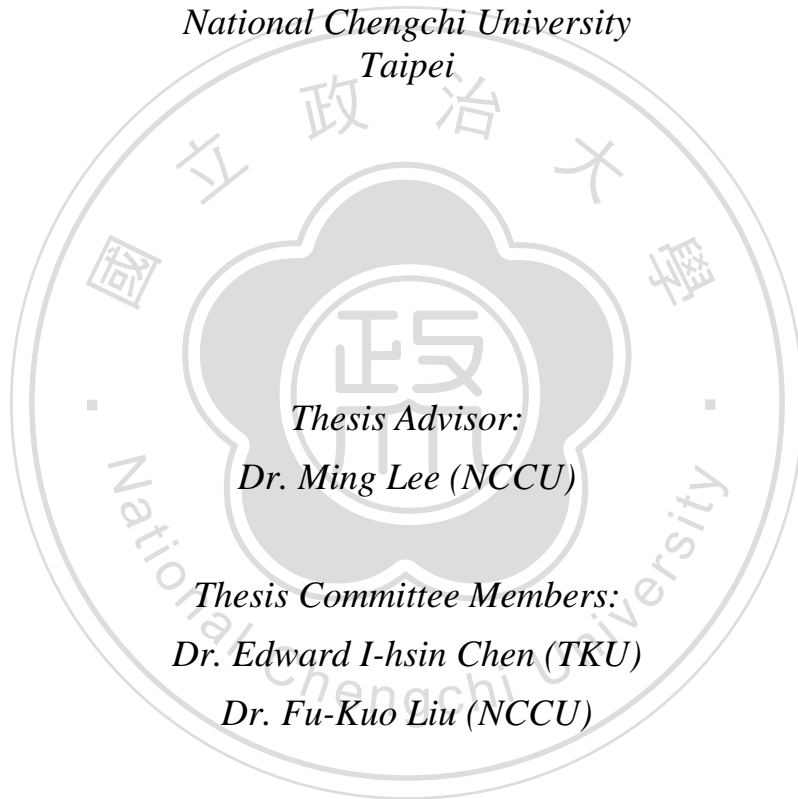 National Chengchi University
Taipei
國立政治大學
政
Thesis Advisor:
Dr. Ming Lee (NCCU)
Thesis Committee Members:
Dr. Edward I-hsin Chen (TKU)
Dr. Fu-Kuo Liu (NCCU)
National Chengchi University